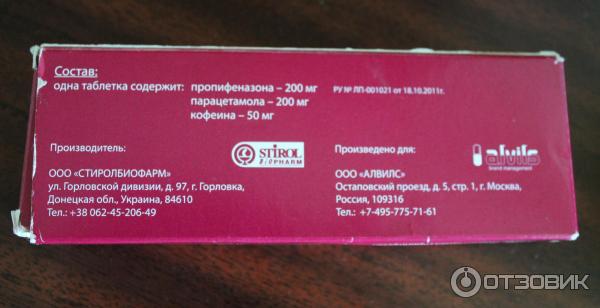 Состав:
одна таблетка содержит: пропифеназона – 200 мг
парацетамола – 200 мг
кофеина – 50 мг
РУ № ЛП-001021 от 18.10.2011г.
Производитель:
STIROL
BIOPHARM
ООО «СТИРОЛБИОФАРМ»
ул. Горловской дивизии, д. 97, г. Горловка,
Донецкая обл., Украина, 84610
Тел.: +38 062-45-206-49
Произведено для:
alvils
brand management
ООО «АЛВИЛС»
Остаповский проезд, д. 5, стр. 1, г. Москва,
Россия, 109316
Тел.: +7-495-775-71-61
ОТЗОВИК